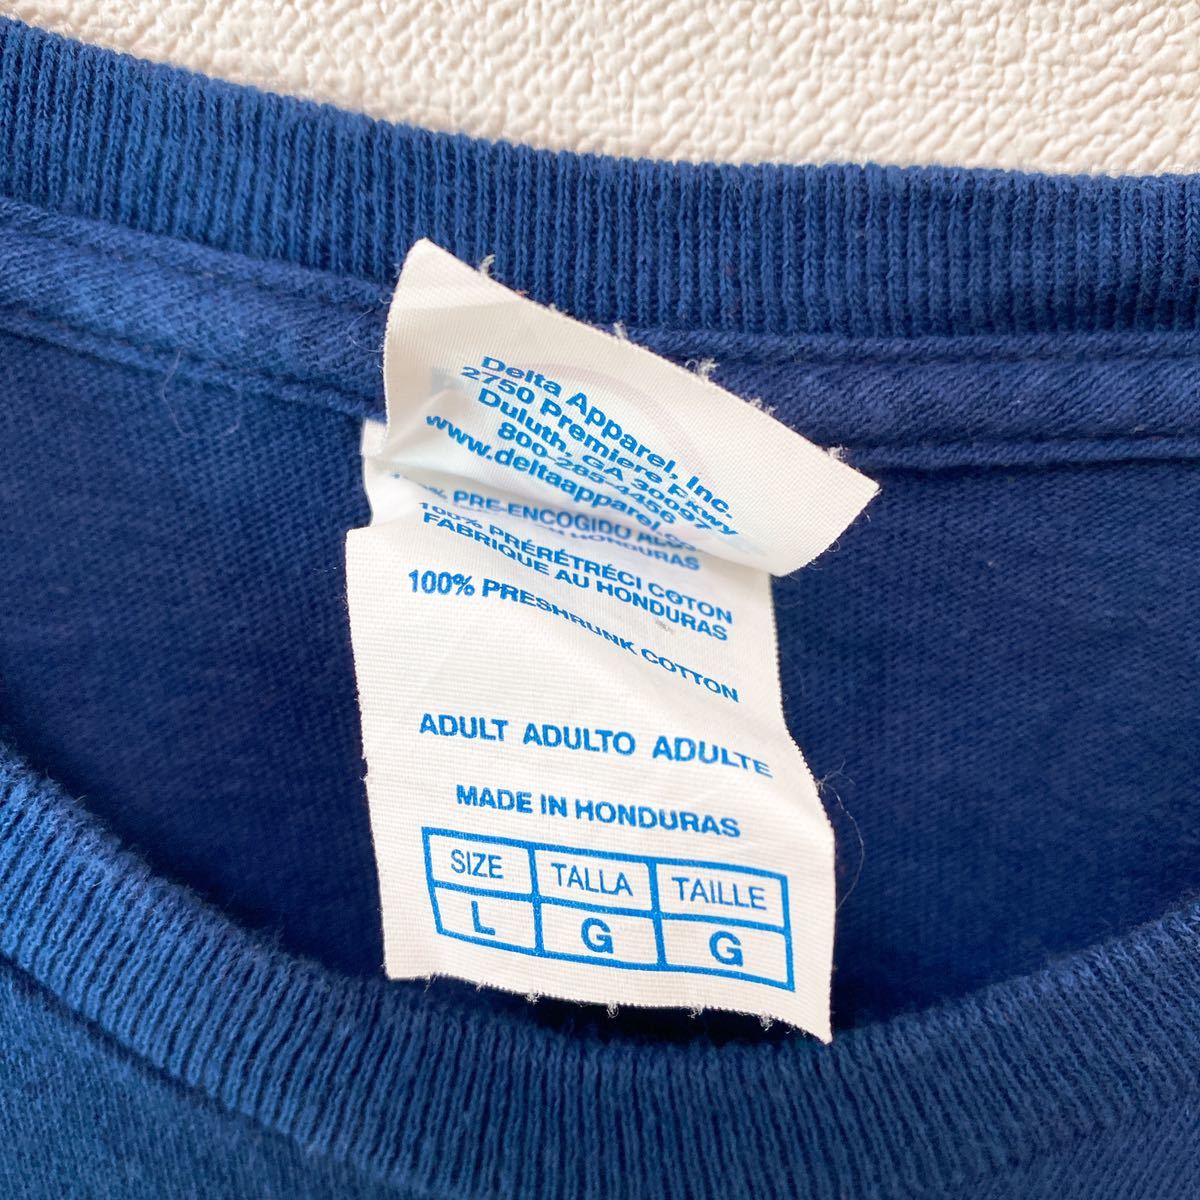 Delta Apparel, Inc.
2750 Premiere Pkwy
Duluth, GA 30097
800-285-4456
www.deltaapparel.
PRE-ENCOGIDO
HONDURAS
100% PRÉRÉTRÉCI COTON
FABRIQUE AU HONDURAS
100% PRESHRUNK COTTON
ADULT ADULTO ADULTE
MADE IN HONDURAS
SIZE TALLA TAILLE
L G G